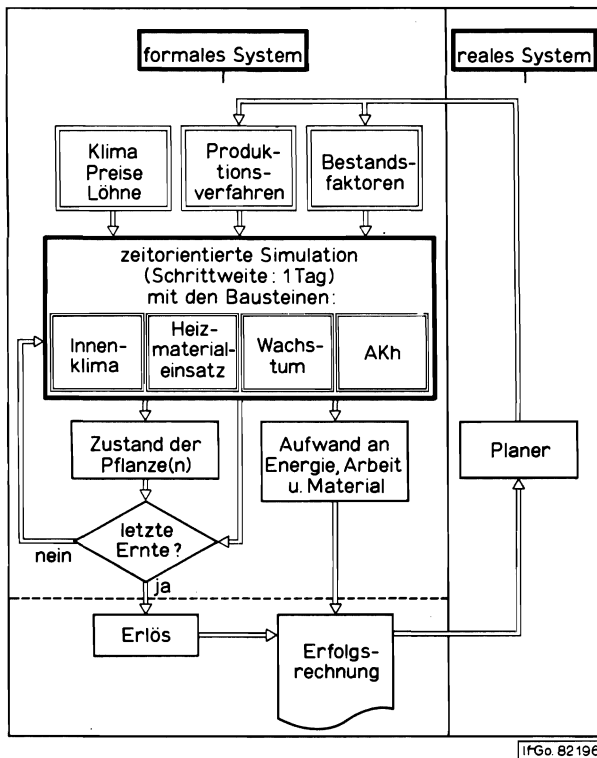 formales System
reales System
Klima
Preise
Löhne
Produk-
tions-
verfahren
Bestands-
faktoren
zeitorientierte Simulation
(Schrittweite: 1 Tag)
mit den Bausteinen:
Innen-
klima
Heiz-
material-
einsatz
Wachs-
tum
AKh
Zustand der
Pflanze(n)
Aufwand an
Energie, Arbeit
u. Material
Planer
letzte
Ernte?
nein
ja
Erlös
Erfolgs-
rechnung
IfGo. 82196